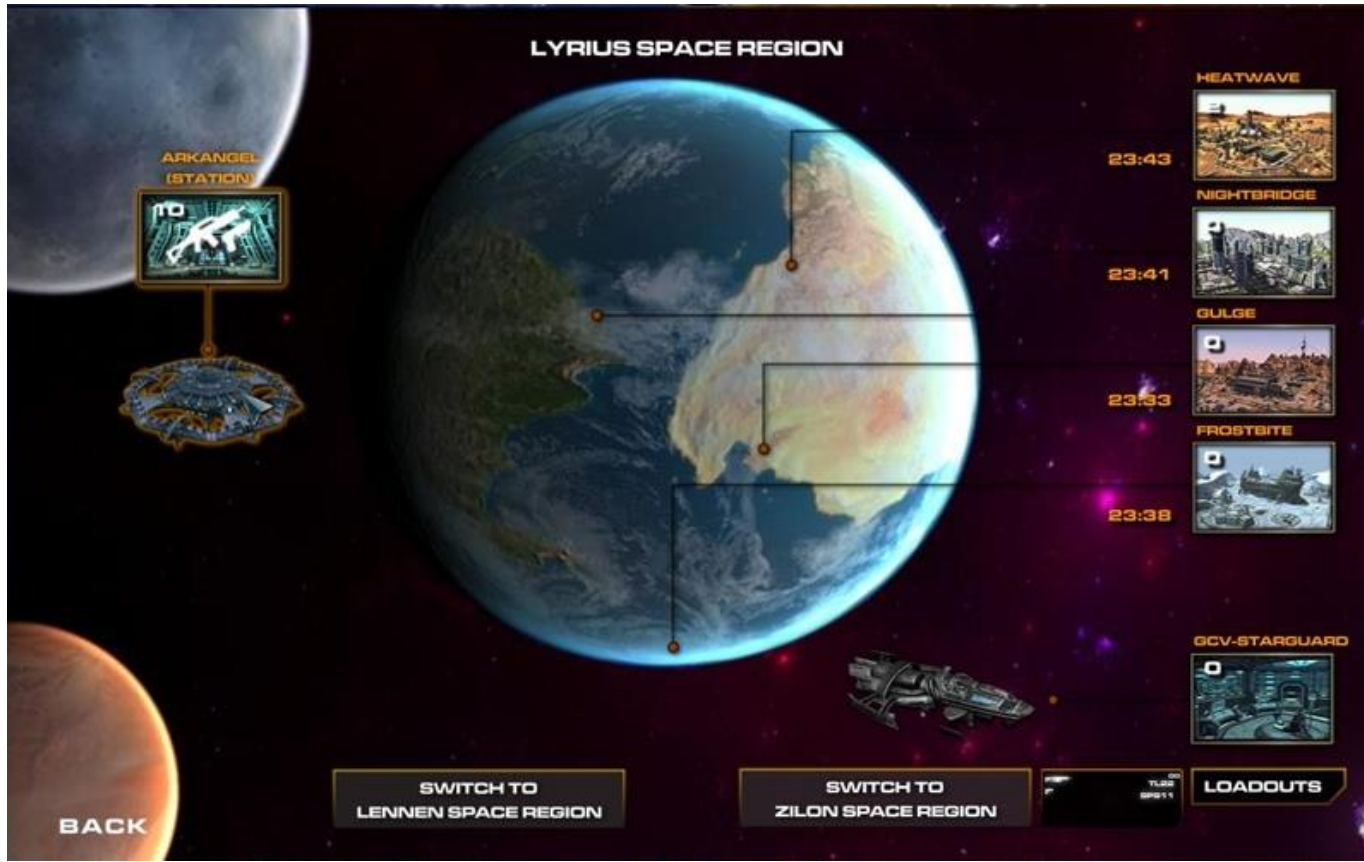 LYRIUS SPACE REGION
HEATWAVE
23:43
ARKANGEL
(STATION)
10
NIGHTBRIDGE
0
23:41
GULGE
0
23:33
FROSTBITE
0
23:38
GCV-STARGUARD
0
SWITCH TO
LENNEN SPACE REGION
SWITCH TO
ZILON SPACE REGION
TL22
LOADOUTS
BACK